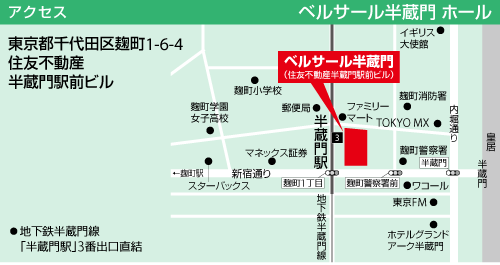 アクセス
ベルサール半蔵門 ホール
東京都千代田区麹町1-6-4
住友不動産
半蔵門駅前ビル
イギリス
大使館
ベルサール半蔵門
(住友不動産半蔵門駅前ビル)
麹町小学校
麹町消防署
内堀通り
郵便局
ファミリー
マート
TOKYO MX
麹町学園
女子高校
半蔵門駅
3
皇居
マネックス証券
麹町警察署
半蔵門
半蔵門
←麹町駅
新宿通り
スターバックス
麹町1丁目
麹町警察署前
ワコール
地下鉄半蔵門線
東京FM
●地下鉄半蔵門線
「半蔵門駅」3番出口直結
ホテルグランド
アーク半蔵門